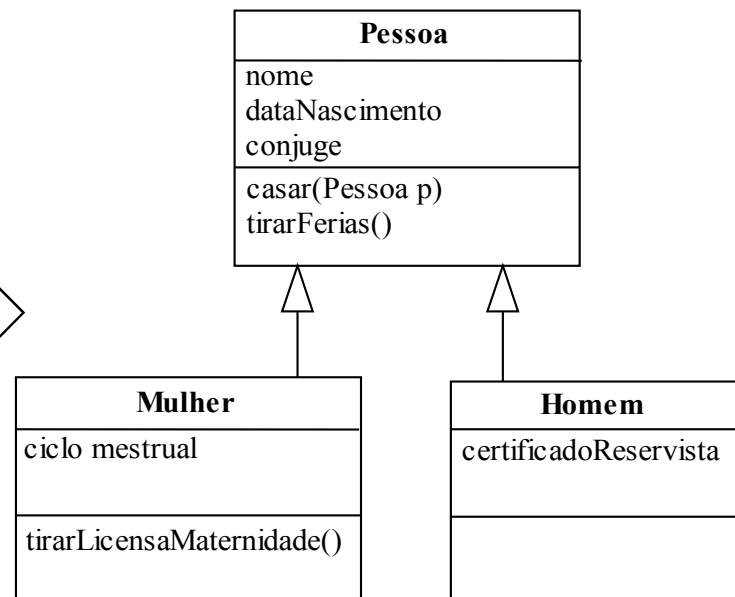 Pessoa
nome
dataNascimento
conjuge
casar(Pessoa p)
tirarFerias()
Mulher
ciclo mestrual
tirarLicensaMaternidade()
Homem
certificadoReservista